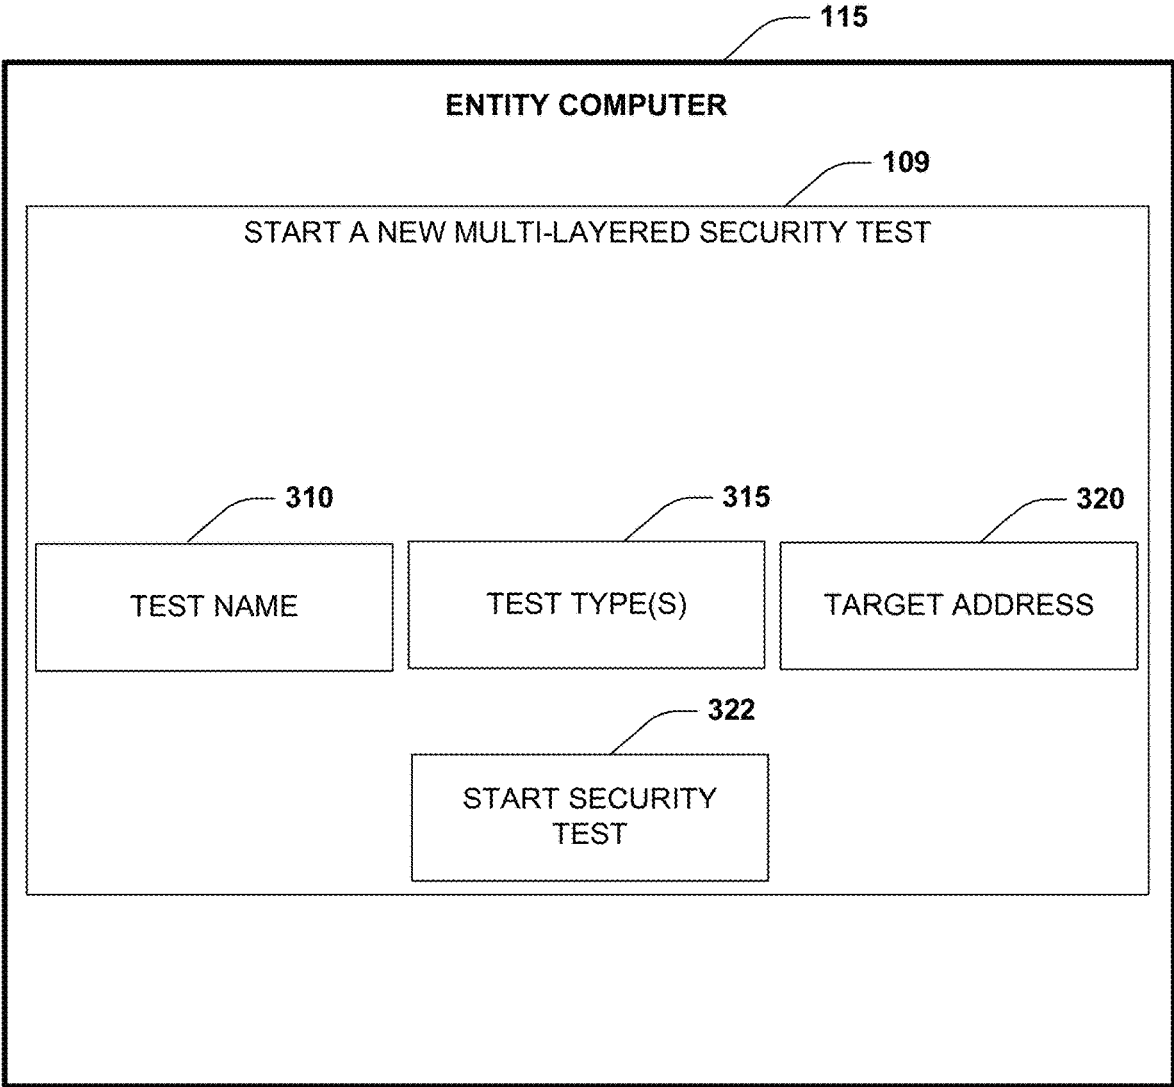 115
ENTITY COMPUTER
109
START A NEW MULTI-LAYERED SECURITY TEST
310
315
320
TEST NAME
TEST TYPE(S)
TARGET ADDRESS
322
START SECURITY
TEST